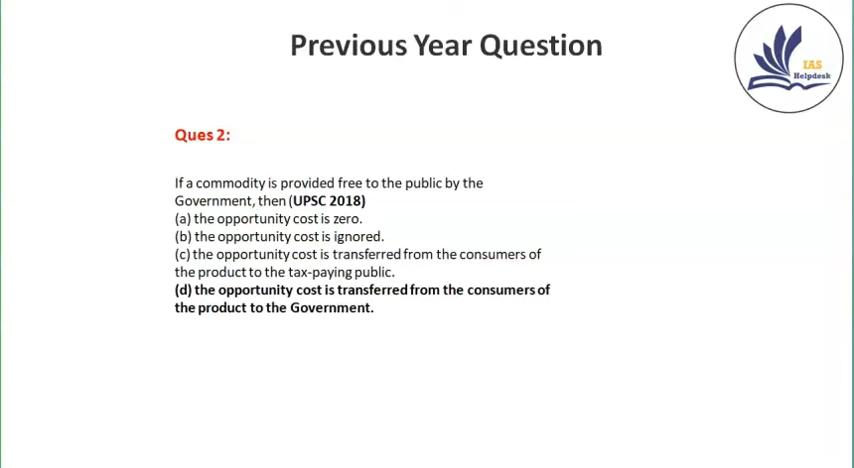 Previous Year Question
IAS
Helpdesk
Ques 2:
If a commodity is provided free to the public by the
Government, then (UPSC 2018)
(a) the opportunity cost is zero.
(b) the opportunity cost is ignored.
(c) the opportunity cost is transferred from the consumers of
the product to the tax-paying public.
(d) the opportunity cost is transferred from the consumers of
the product to the Government.